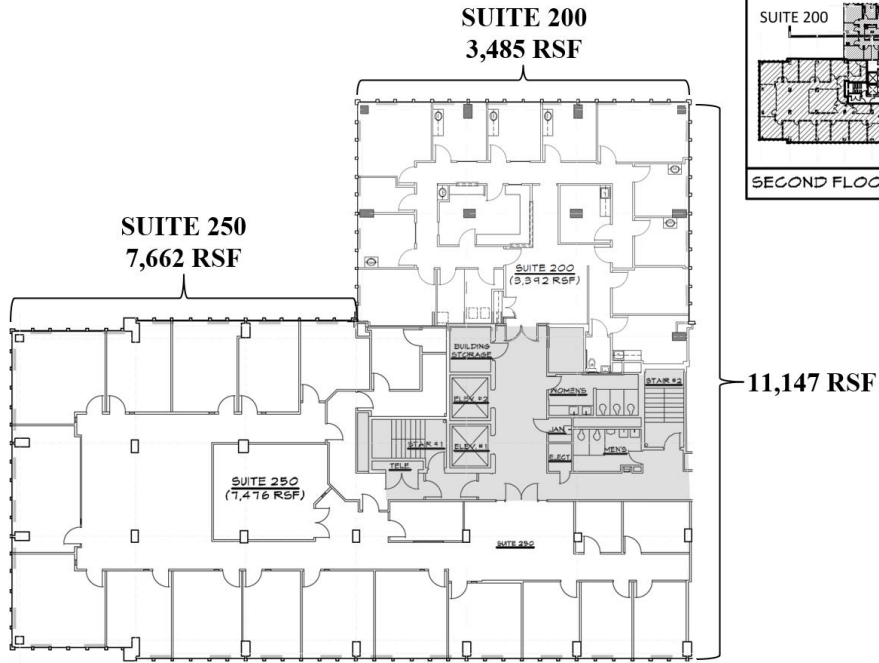 SUITE 200
3,485 RSF
SUITE 200
SECOND FLOO
SUITE 250
7,662 RSF
SUITE 200
(3,392 RSF)
BUILDING
STORAGE
ELEV. #2
WOMEN'S
STAIR #2
11,147 RSF
JAN
STAIR #1
ELEV. #1
MEN'S
ELECT.
TELE
SUITE 250
(7,476 RSF)
SUITE 250